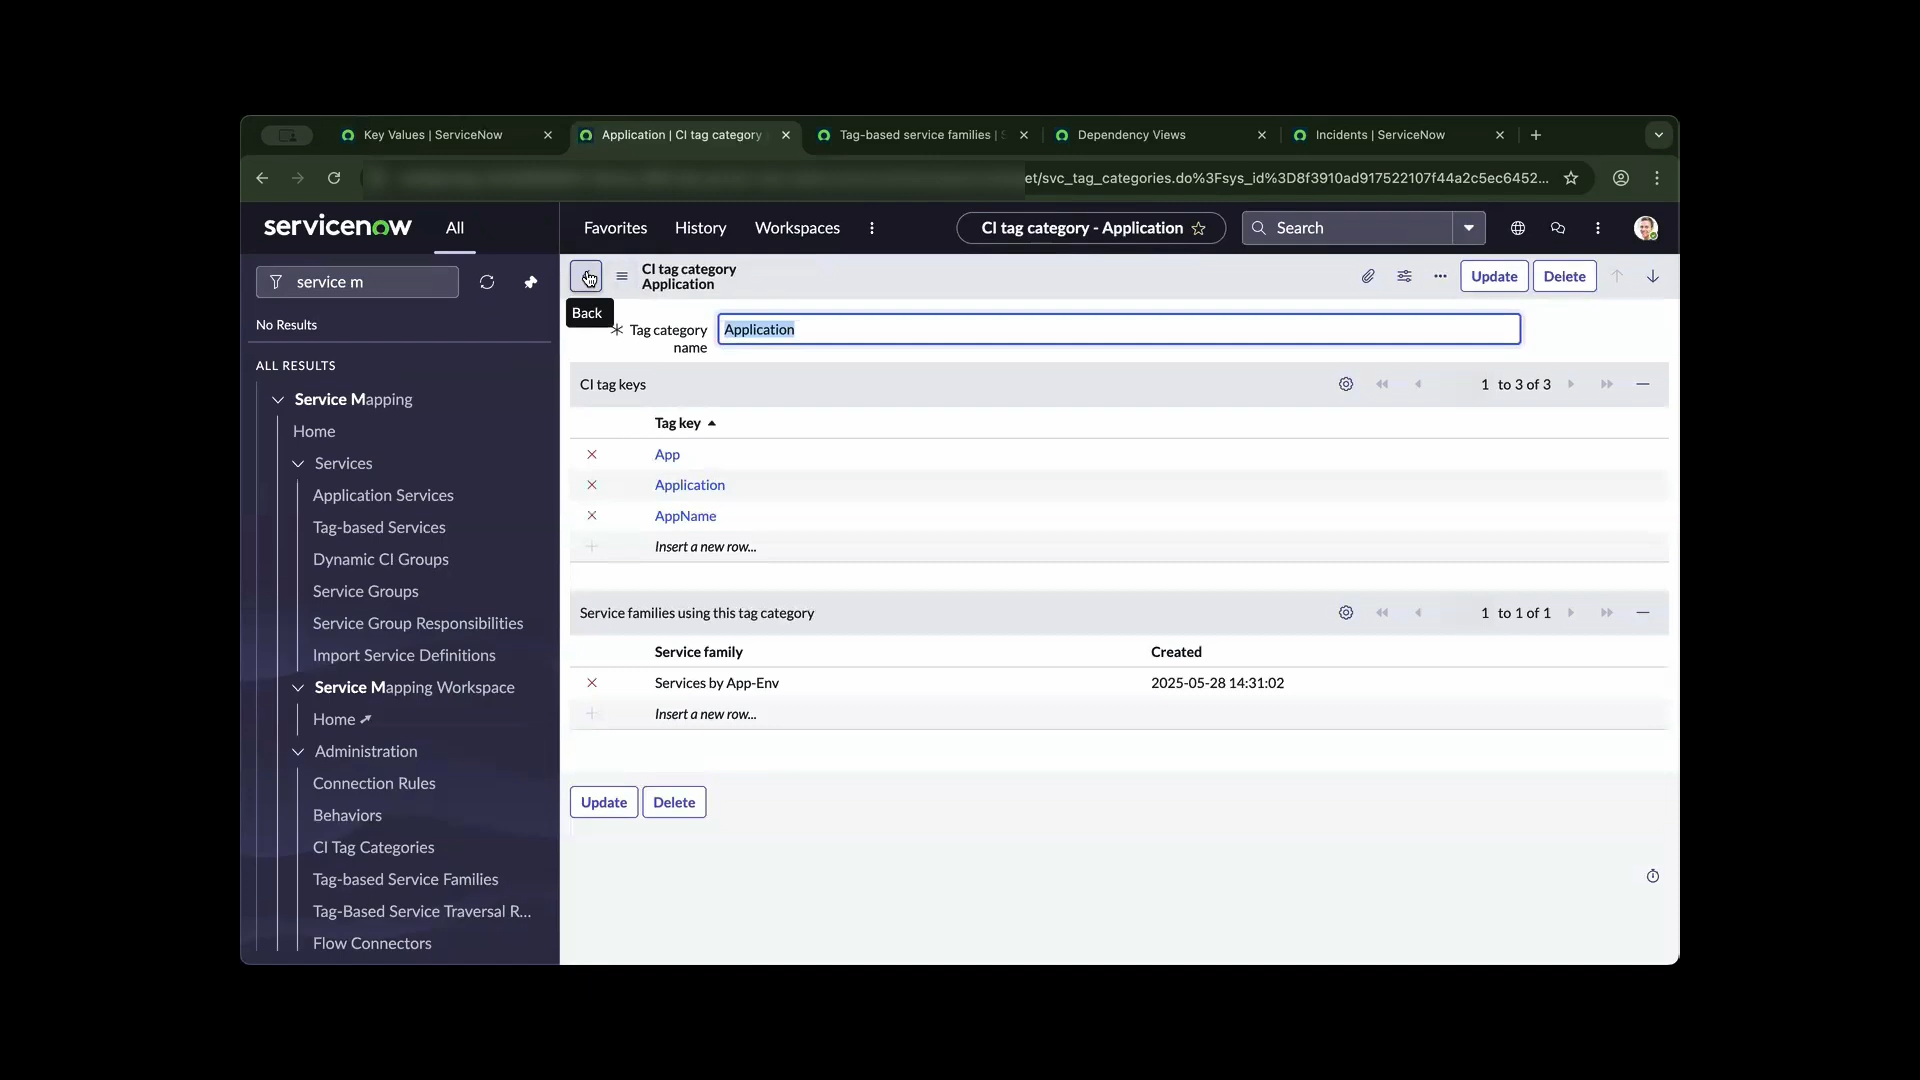 Key Values | ServiceNow
Application | CI tag category
Tag-based service families | S
Dependency Views
Incidents | ServiceNow
et/svc_tag_categories.do%3Fsys_id%3D8f3910ad917522107f44a2c5ec6452...
servicenow
All
Favorites
History
Workspaces
CI tag category - Application
Search
service m
No Results
ALL RESULTS
Service Mapping
Home
Services
Application Services
Tag-based Services
Dynamic CI Groups
Service Groups
Service Group Responsibilities
Import Service Definitions
Service Mapping Workspace
Home
Administration
Connection Rules
Behaviors
CI Tag Categories
Tag-based Service Families
Tag-Based Service Traversal R...
Flow Connectors
CI tag category
Application
Update
Delete
Back
Tag category
name
Application
CI tag keys
1 to 3 of 3
Tag key
App
Application
AppName
Insert a new row...
Service families using this tag category
1 to 1 of 1
Service family
Created
Services by App-Env
2025-05-28 14:31:02
Insert a new row...
Update
Delete